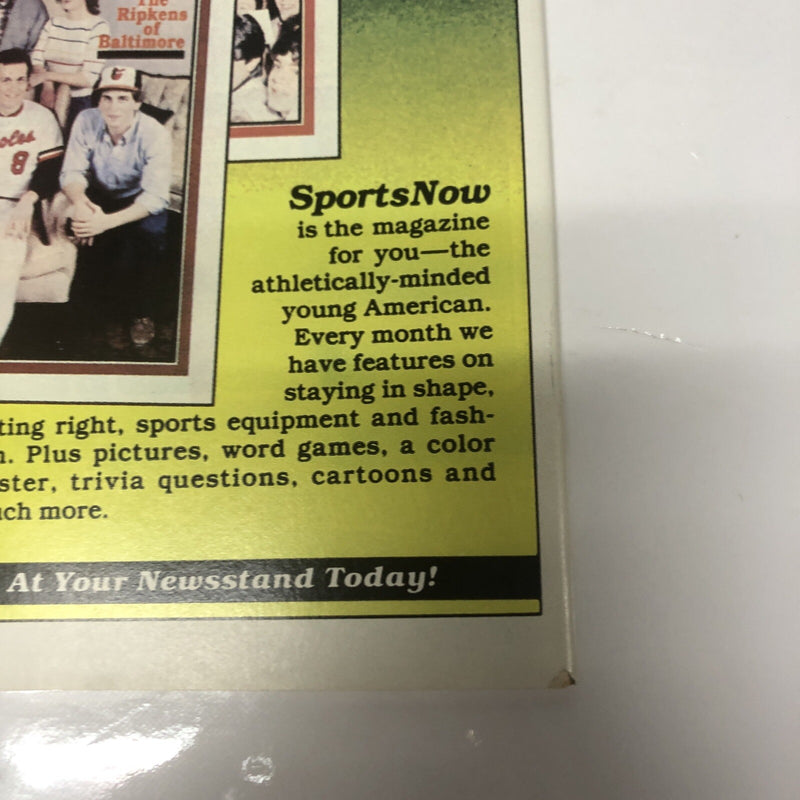 The
Ripkens
of
Baltimore
oles
8
SportsNow
is the magazine
for you—the
athletically-minded
young American.
Every month we
have features on
staying in shape,
ting right, sports equipment and fash-
n. Plus pictures, word games, a color
ster, trivia questions, cartoons and
uch more.
At Your Newsstand Today!